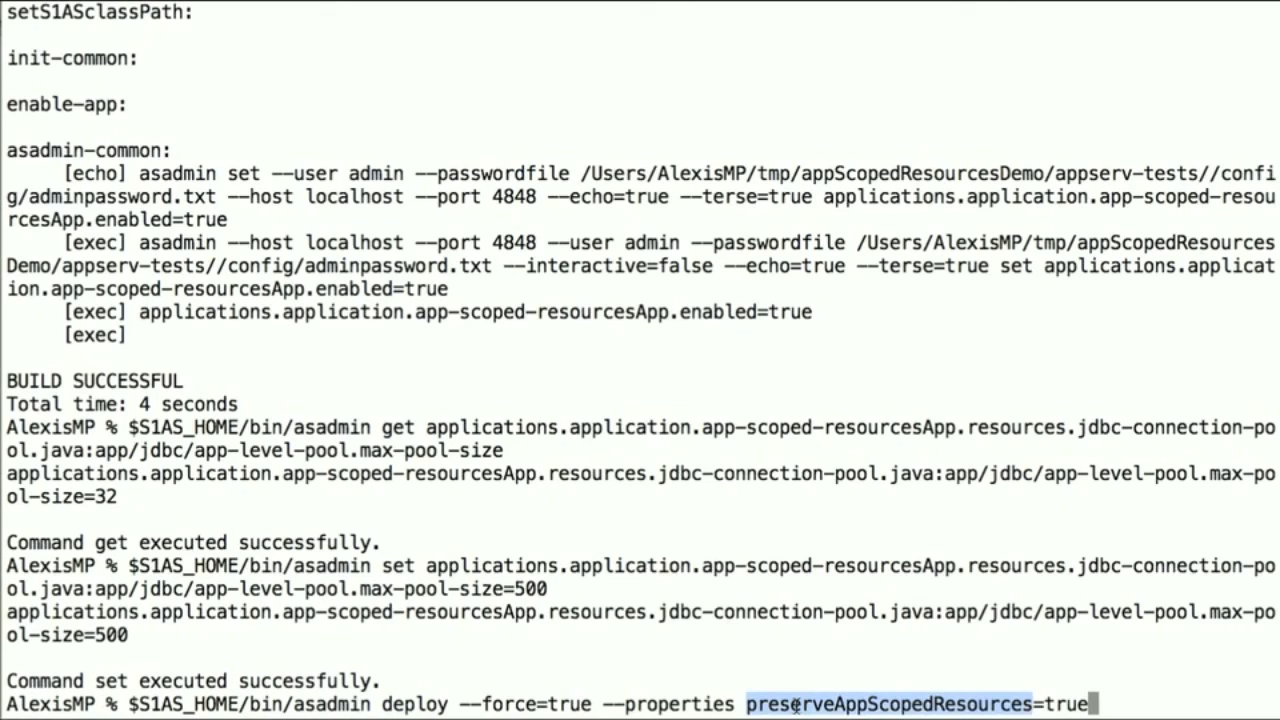 setS1ASclassPath:
init-common:
enable-app:
asadmin-common:
[echo] asadmin set --user admin --passwordfile /Users/AlexisMP/tmp/appScopedResourcesDemo/appserv-tests//confi
g/adminpassword.txt --host localhost --port 4848 --echo=true --terse=true applications.application.app-scoped-resou
rcesApp.enabled=true
[exec] asadmin --host localhost --port 4848 --user admin --passwordfile /Users/AlexisMP/tmp/appScopedResources
Demo/appserv-tests//config/adminpassword.txt --interactive=false --echo=true --terse=true set applications.applicat
ion.app-scoped-resourcesApp.enabled=true
[exec] applications.application.app-scoped-resourcesApp.enabled=true
[exec]
BUILD SUCCESSFUL
Total time: 4 seconds
AlexisMP % $S1AS_HOME/bin/asadmin get applications.application.app-scoped-resourcesApp.resources.jdbc-connection-po
ol.java:app/jdbc/app-level-pool.max-pool-size
applications.application.app-scoped-resourcesApp.resources.jdbc-connection-pool.java:app/jdbc/app-level-pool.max-po
ol-size=32
Command get executed successfully.
AlexisMP % $S1AS_HOME/bin/asadmin set applications.application.app-scoped-resourcesApp.resources.jdbc-connection-po
ol.java:app/jdbc/app-level-pool.max-pool-size=500
applications.application.app-scoped-resourcesApp.resources.jdbc-connection-pool.java:app/jdbc/app-level-pool.max-po
ol-size=500
Command set executed successfully.
AlexisMP % $S1AS_HOME/bin/asadmin deploy --force=true --properties preserveAppScopedResources=true